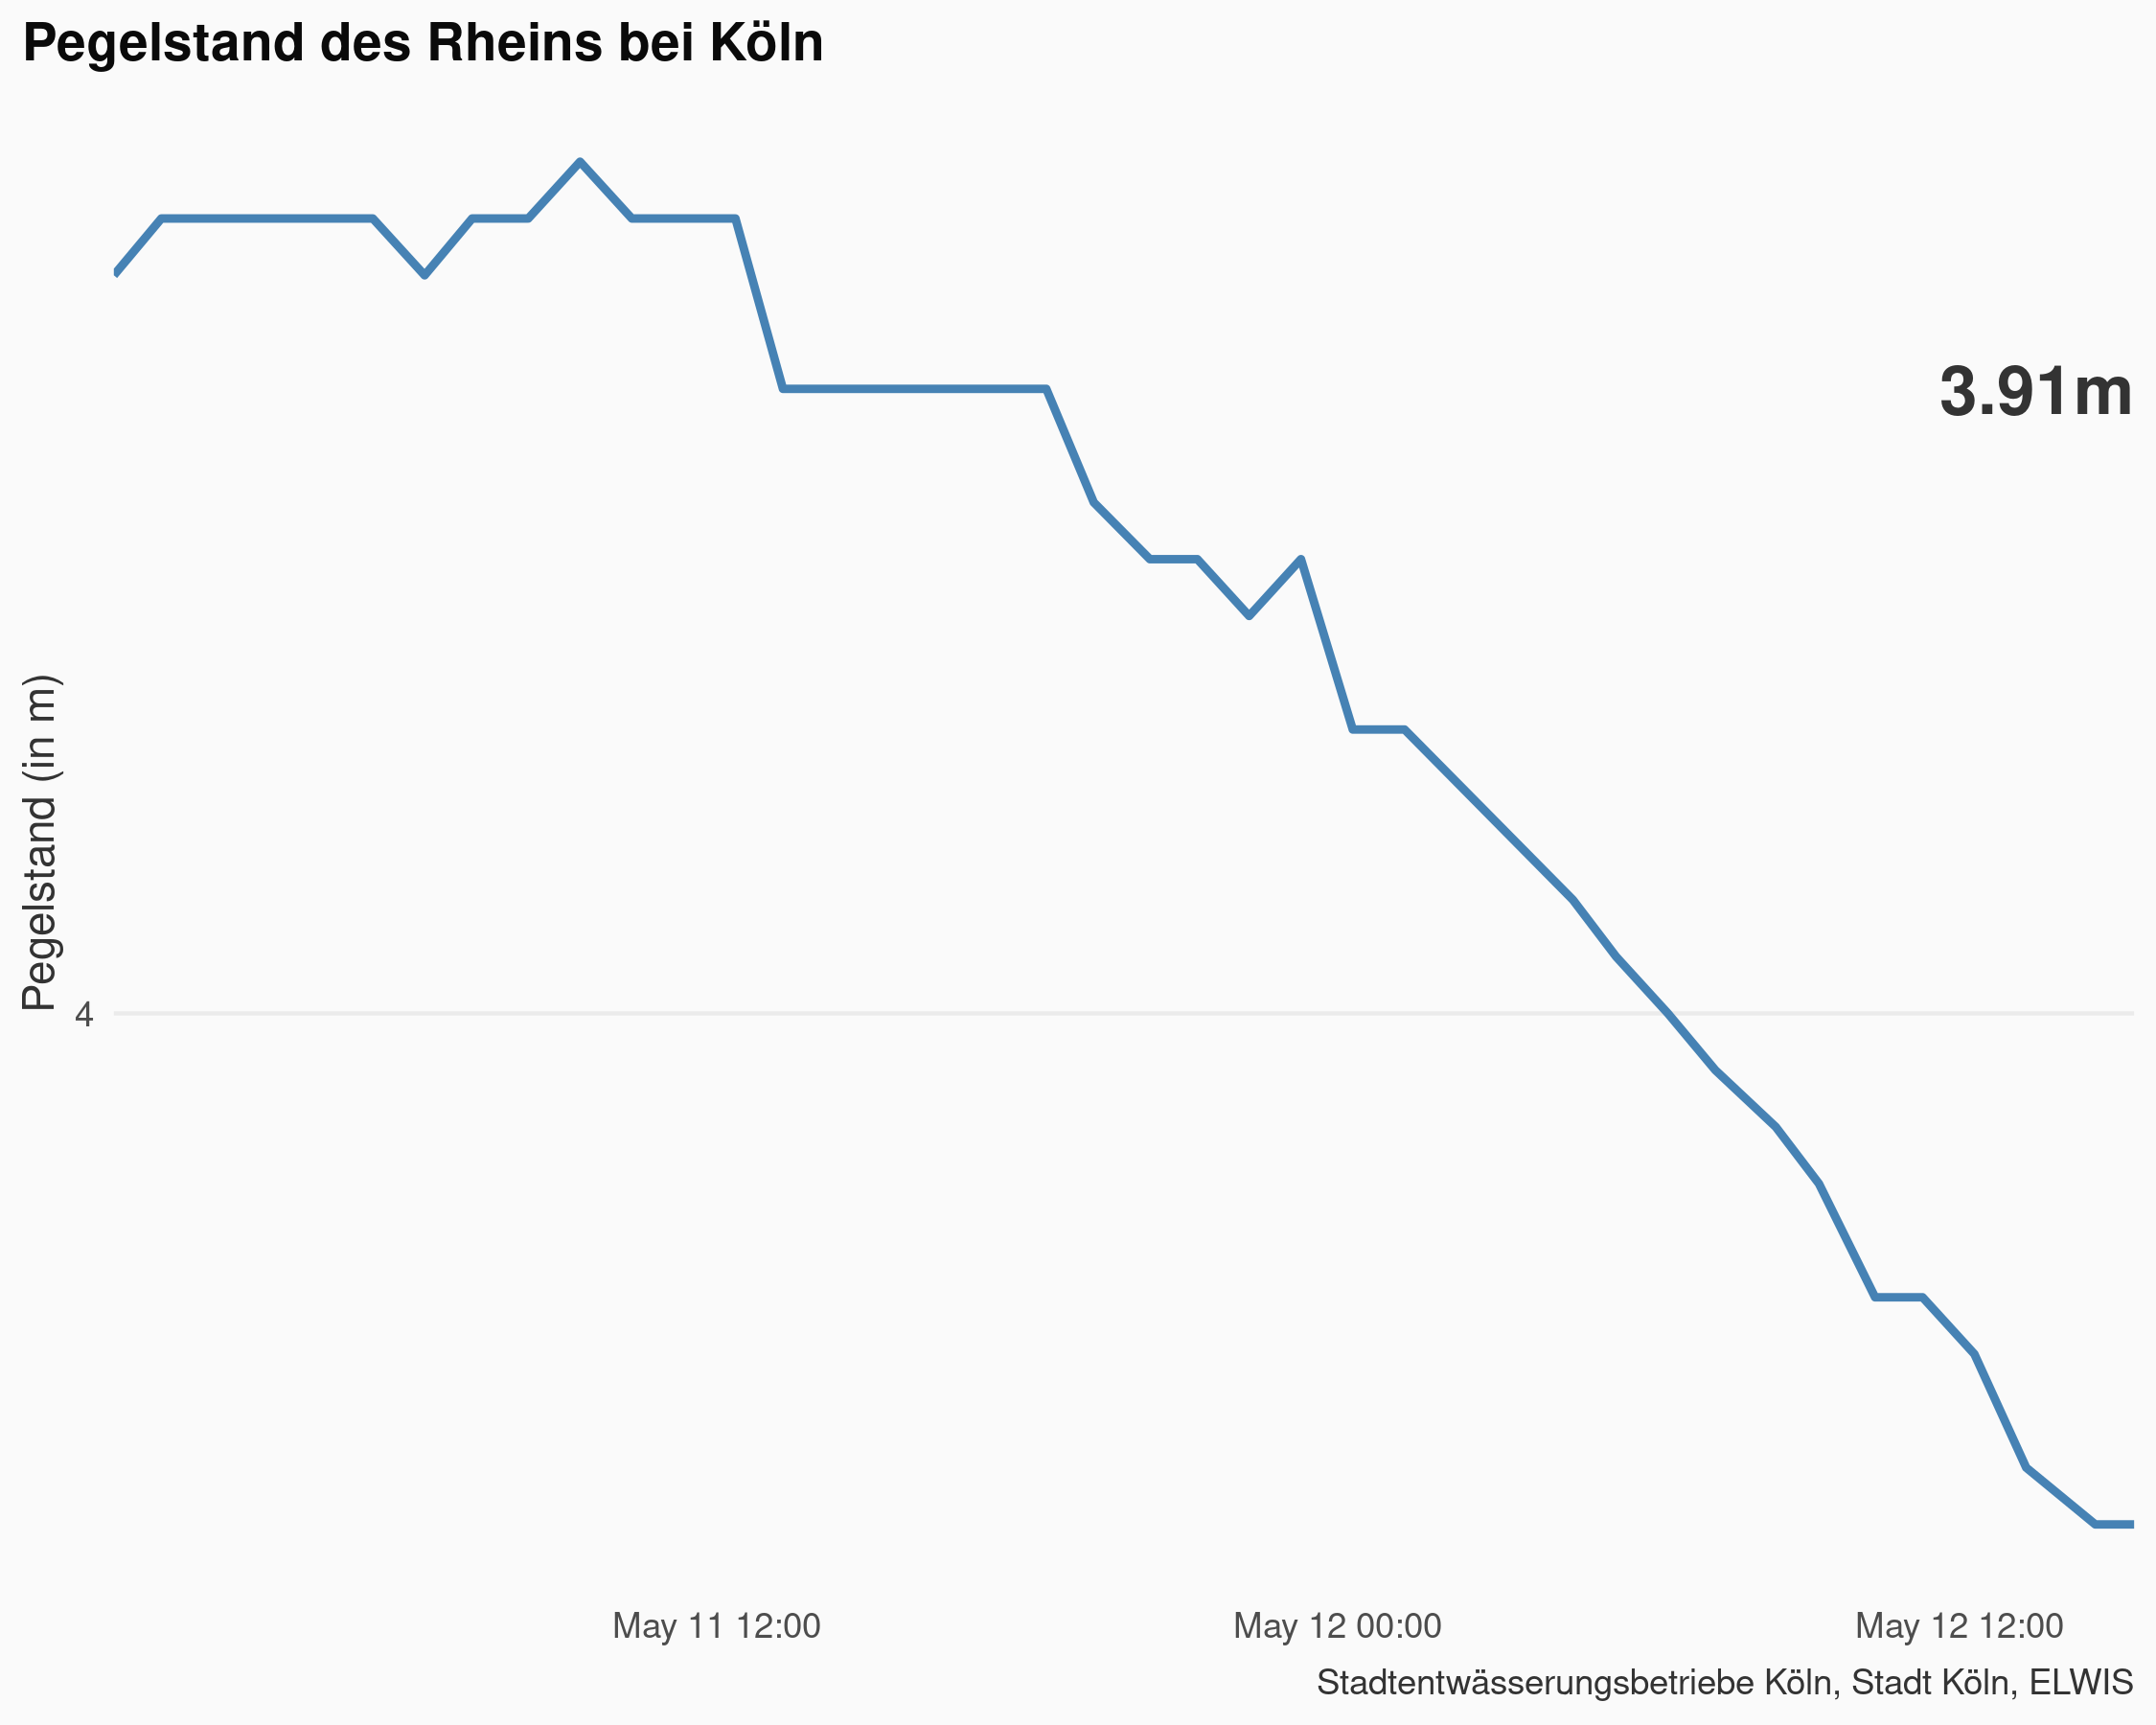 Pegelstand des Rheins bei Köln
3.91m
Pegelstand (in m)
4
May 11 12:00
May 12 00:00
May 12 12:00
Stadtentwässerungsbetriebe Köln, Stadt Köln, ELWIS